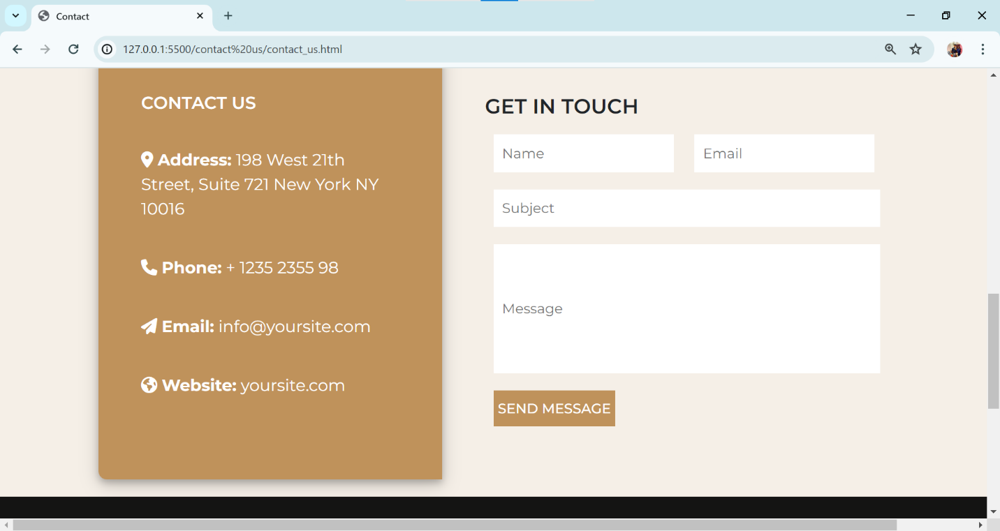 Contact
127.0.0.1:5500/contact%20us/contact_us.html
CONTACT US
Address: 198 West 21th
Street, Suite 721 New York NY
10016
Phone: + 1235 2355 98
Email: info@yoursite.com
Website: yoursite.com
GET IN TOUCH
Name
Email
Subject
Message
SEND MESSAGE